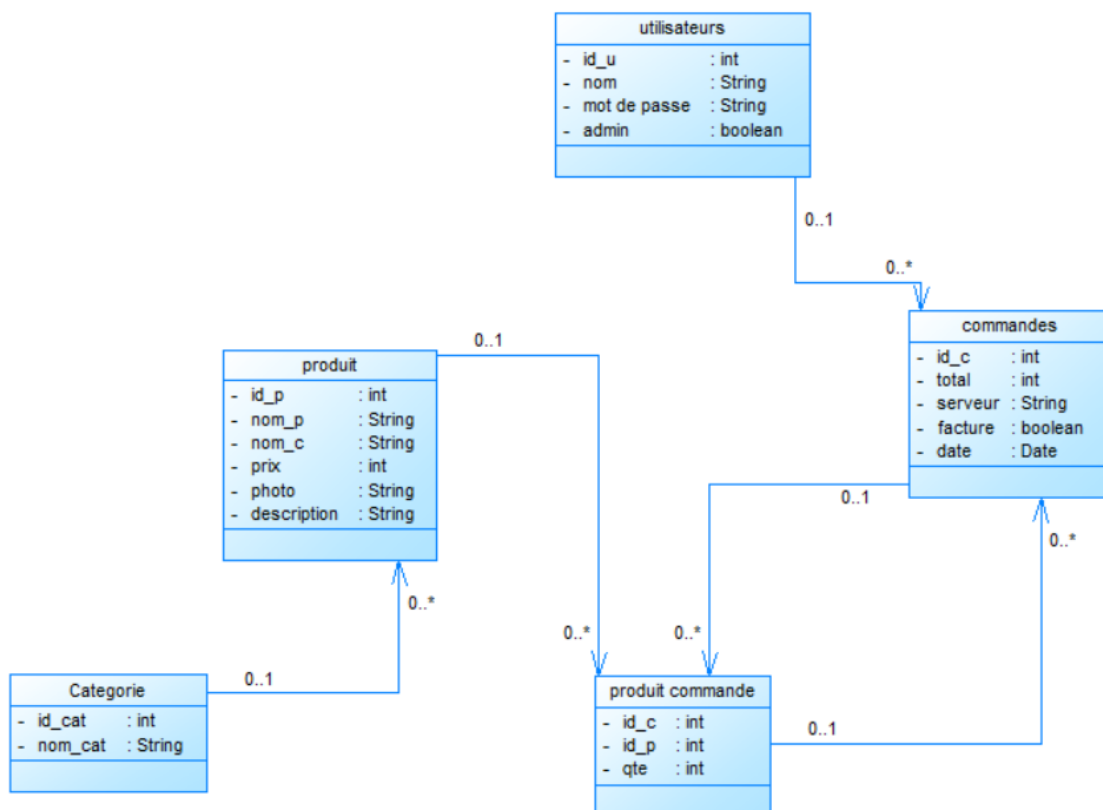 utilisateurs
- id_u : int
- nom : String
- mot de passe : String
- admin : boolean
0..1
0..*
commandes
- id_c : int
- total : int
- serveur : String
- facture : boolean
- date : Date
0..1
0..*
0..1
produit
- id_p : int
- nom_p : String
- nom_c : String
- prix : int
- photo : String
- description : String
0..*
0..*
0..*
Categorie
- id_cat : int
- nom_cat : String
0..1
produit commande
- id_c : int
- id_p : int
- qte : int
0..1